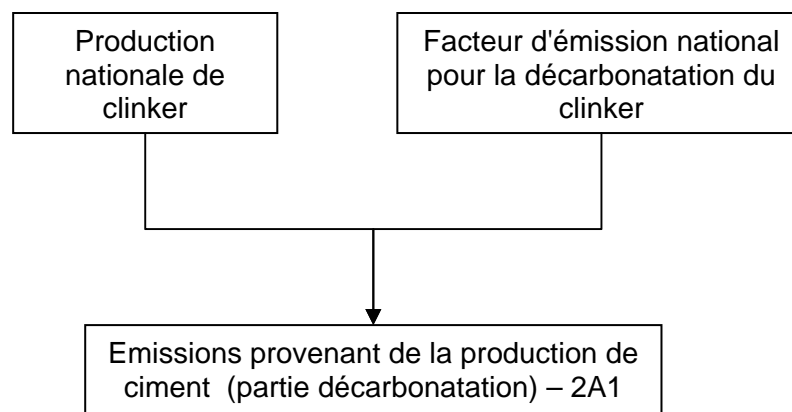 Production
nationale de
clinker
Facteur d'émission national
pour la décarbonatation du
clinker
Emissions provenant de la production de
ciment (partie décarbonatation) – 2A1